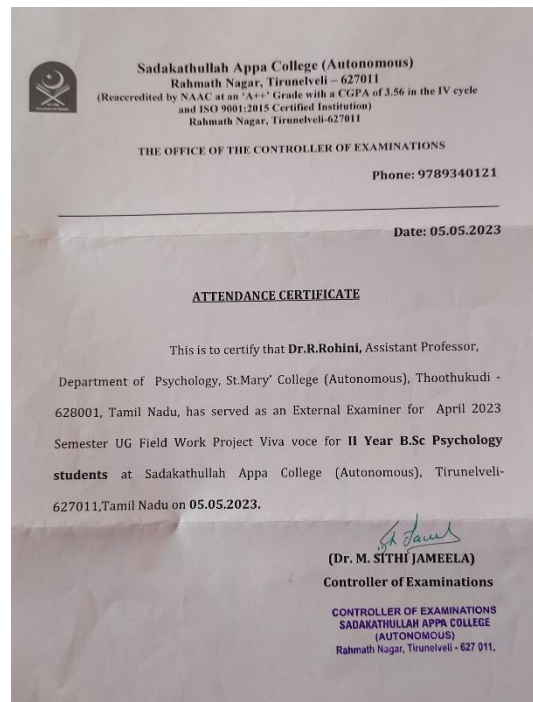 Sadakathullah Appa College (Autonomous)
Rahmath Nagar, Tirunelveli – 627011
(Reaccredited by NAAC at an 'A++' Grade with a CGPA of 3.56 in the IV cycle
and ISO 9001:2015 Certified Institution)
Rahmath Nagar, Tirunelveli-627011
THE OFFICE OF THE CONTROLLER OF EXAMINATIONS
Phone: 9789340121
Date: 05.05.2023
ATTENDANCE CERTIFICATE
This is to certify that Dr.R.Rohini, Assistant Professor,
Department of Psychology, St.Mary' College (Autonomous), Thoothukudi -
628001, Tamil Nadu, has served as an External Examiner for April 2023
Semester UG Field Work Project Viva voce for II Year B.Sc Psychology
students at Sadakathullah Appa College (Autonomous), Tirunelveli-
627011,Tamil Nadu on 05.05.2023.
(Dr. M. SITHI JAMEELA)
Controller of Examinations
CONTROLLER OF EXAMINATIONS
SADAKATHULLAH APPA COLLEGE
(AUTONOMOUS)
Rahmath Nagar, Tirunelveli - 627 011.